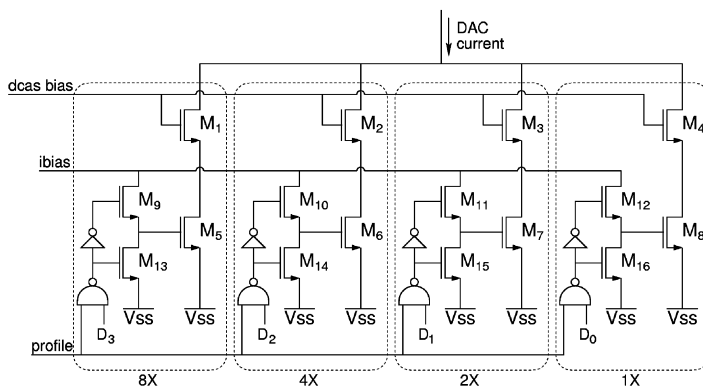 DAC
current
dcas bias
M1 M2 M3 M4
ibias
M9 M10 M11 M12
M5 M6 M7 M8
M13 M14 M15 M16
VSS VSS VSS VSS VSS VSS VSS VSS
D3 D2 D1 D0
profile
8X 4X 2X 1X